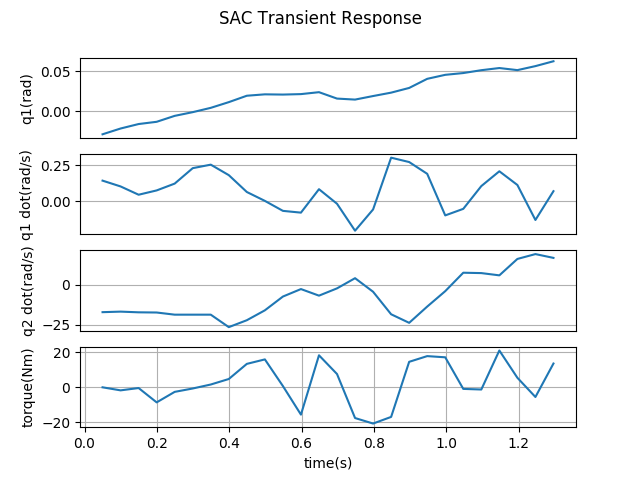 SAC Transient Response
q1(rad)
0.05
0.00
q1 dot(rad/s)
0.25
0.00
q2 dot(rad/s)
0
−25
torque(Nm)
20
0
−20
0.0 0.2 0.4 0.6 0.8 1.0 1.2
time(s)